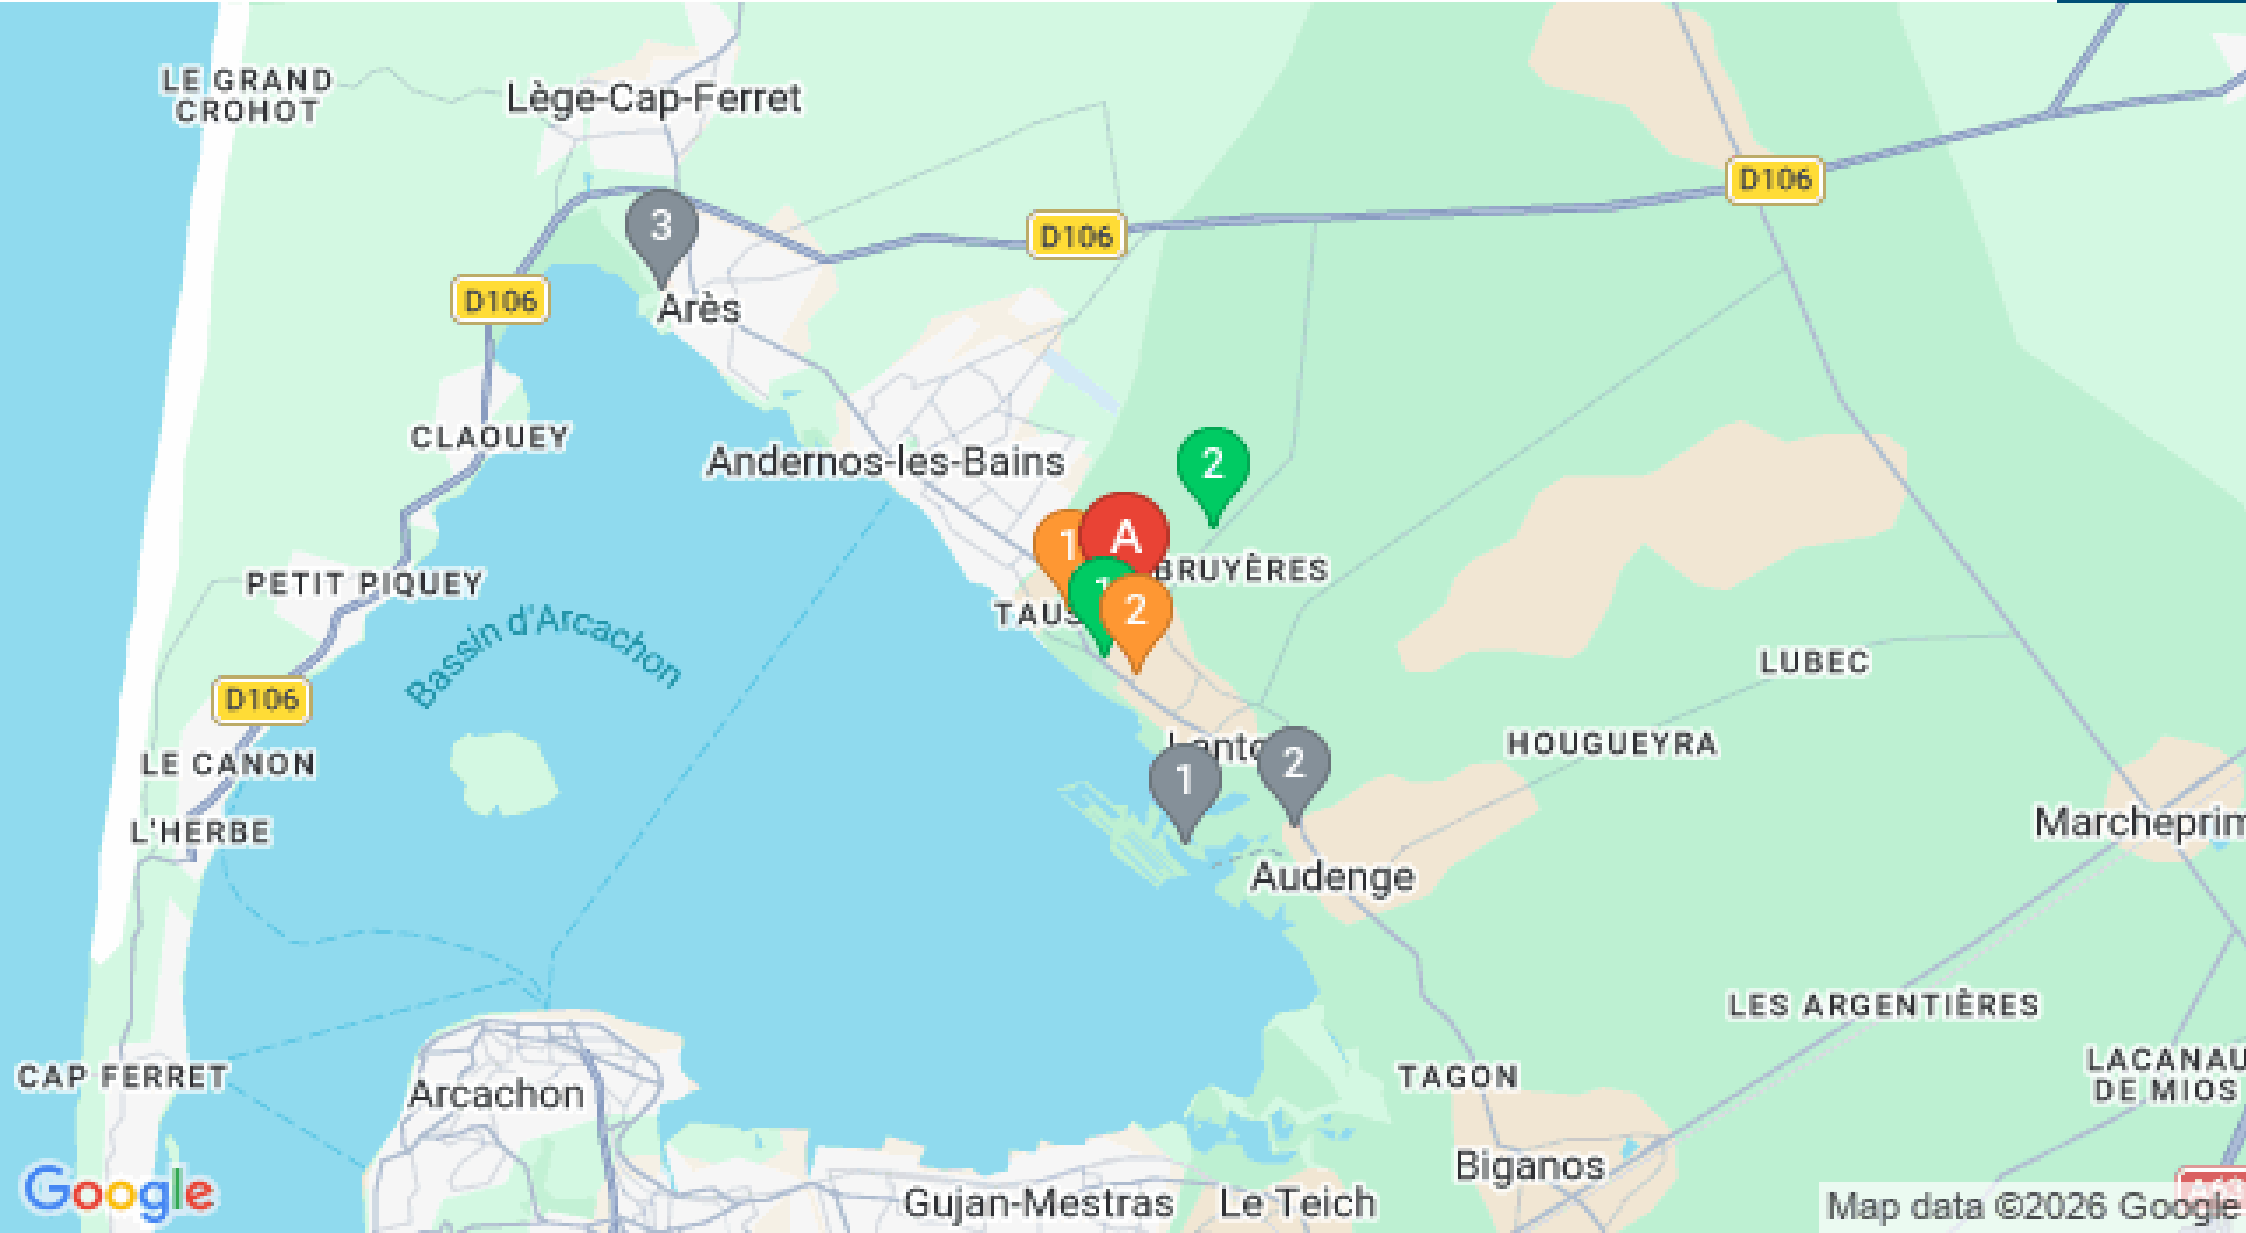 LE GRAND
CROHOT
Lège-Cap-Ferret
D106
3
D106
D106
Arès
CLAOUEY
Andernos-les-Bains
2
1
A
BRUYÈRES
PETIT PIQUEY
1
2
Bassin d'Arcachon
LUBEC
D106
HOUGUEYRA
LE CANON
1
2
L'HERBE
Audenge
LES ARGENTIÈRES
CAP FERRET
Arcachon
TAGON
LACANAU
DE MIOS
Biganos
Gujan-Mestras
Le Teich
Google
Map data ©2026 Google